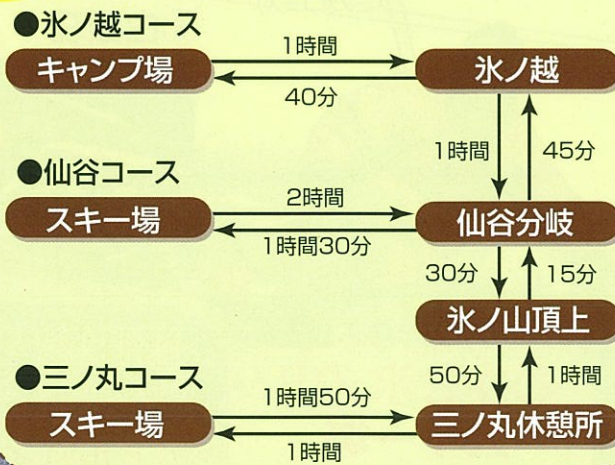 ●氷ノ越コース
1時間
キャンプ場
氷ノ越
40分
1時間
45分
●仙谷コース
2時間
スキー場
仙谷分岐
1時間30分
30分
15分
氷ノ山頂上
●三ノ丸コース
50分
1時間
1時間50分
スキー場
三ノ丸休憩所
1時間